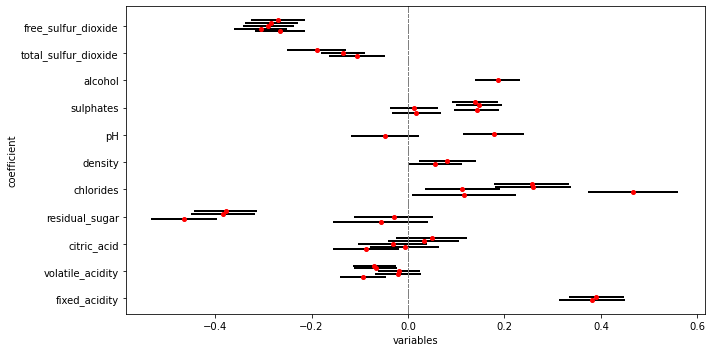 coefficient
free_sulfur_dioxide
total_sulfur_dioxide
alcohol
sulphates
pH
density
chlorides
residual_sugar
citric_acid
volatile_acidity
fixed_acidity
−0.4 −0.2 0.0 0.2 0.4 0.6
variables